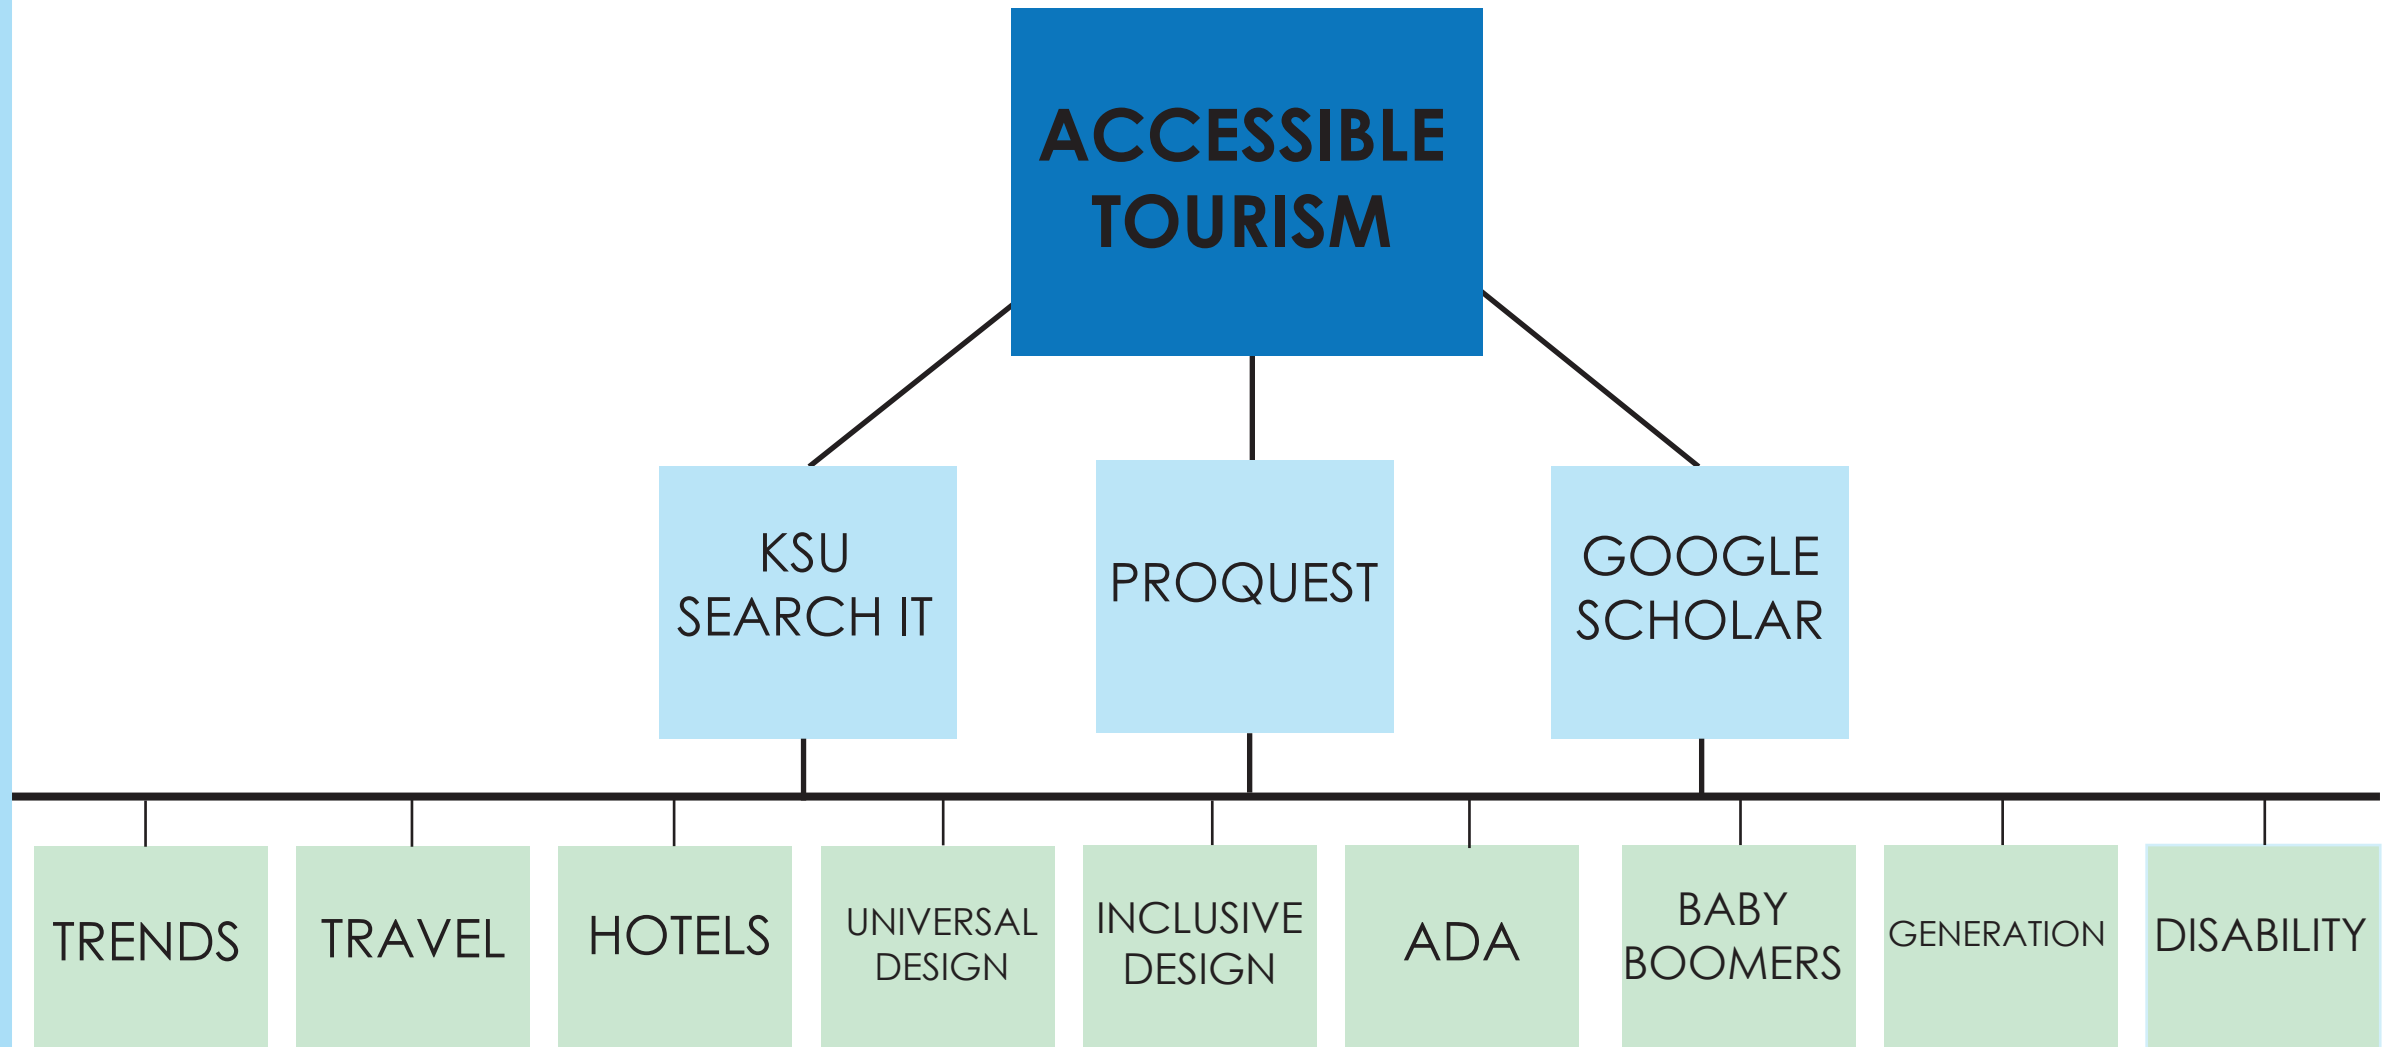 ACCESSIBLE
TOURISM
KSU
SEARCH IT
PROQUEST
GOOGLE
SCHOLAR
TRENDS
TRAVEL
HOTELS
UNIVERSAL
DESIGN
INCLUSIVE
DESIGN
ADA
BABY
BOOMERS
GENERATION
DISABILITY